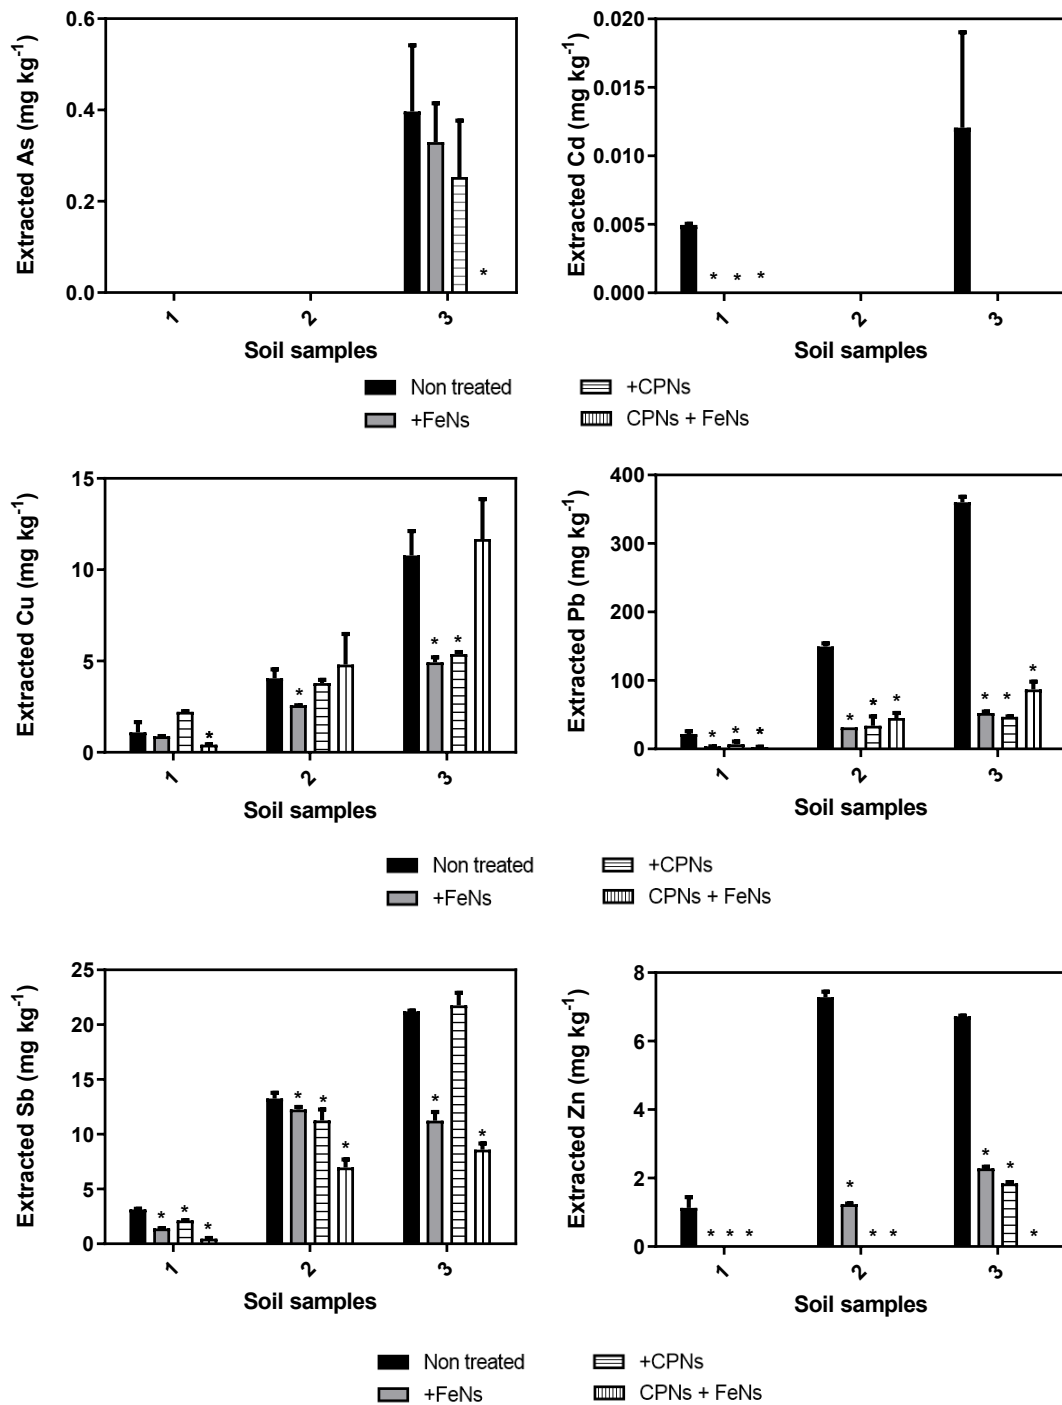 0.6
0.4
0.2
0.0
Extracted As (mg kg-1)
*
1
2
3
Soil samples
0.020
0.015
0.010
0.005
0.000
Extracted Cd (mg kg-1)
* * *
1
2
3
Soil samples
Non treated
+CPNs
+FeNs
CPNs + FeNs
15
10
5
0
Extracted Cu (mg kg-1)
*
*
* *
1
2
3
Soil samples
400
300
200
100
0
Extracted Pb (mg kg-1)
* * *
* * *
* * *
1
2
3
Soil samples
Non treated
+CPNs
+FeNs
CPNs + FeNs
25
20
15
10
5
0
Extracted Sb (mg kg-1)
* * *
* * *
* *
1
2
3
Soil samples
8
6
4
2
0
Extracted Zn (mg kg-1)
* * *
* * *
* * *
1
2
3
Soil samples
Non treated
+CPNs
+FeNs
CPNs + FeNs